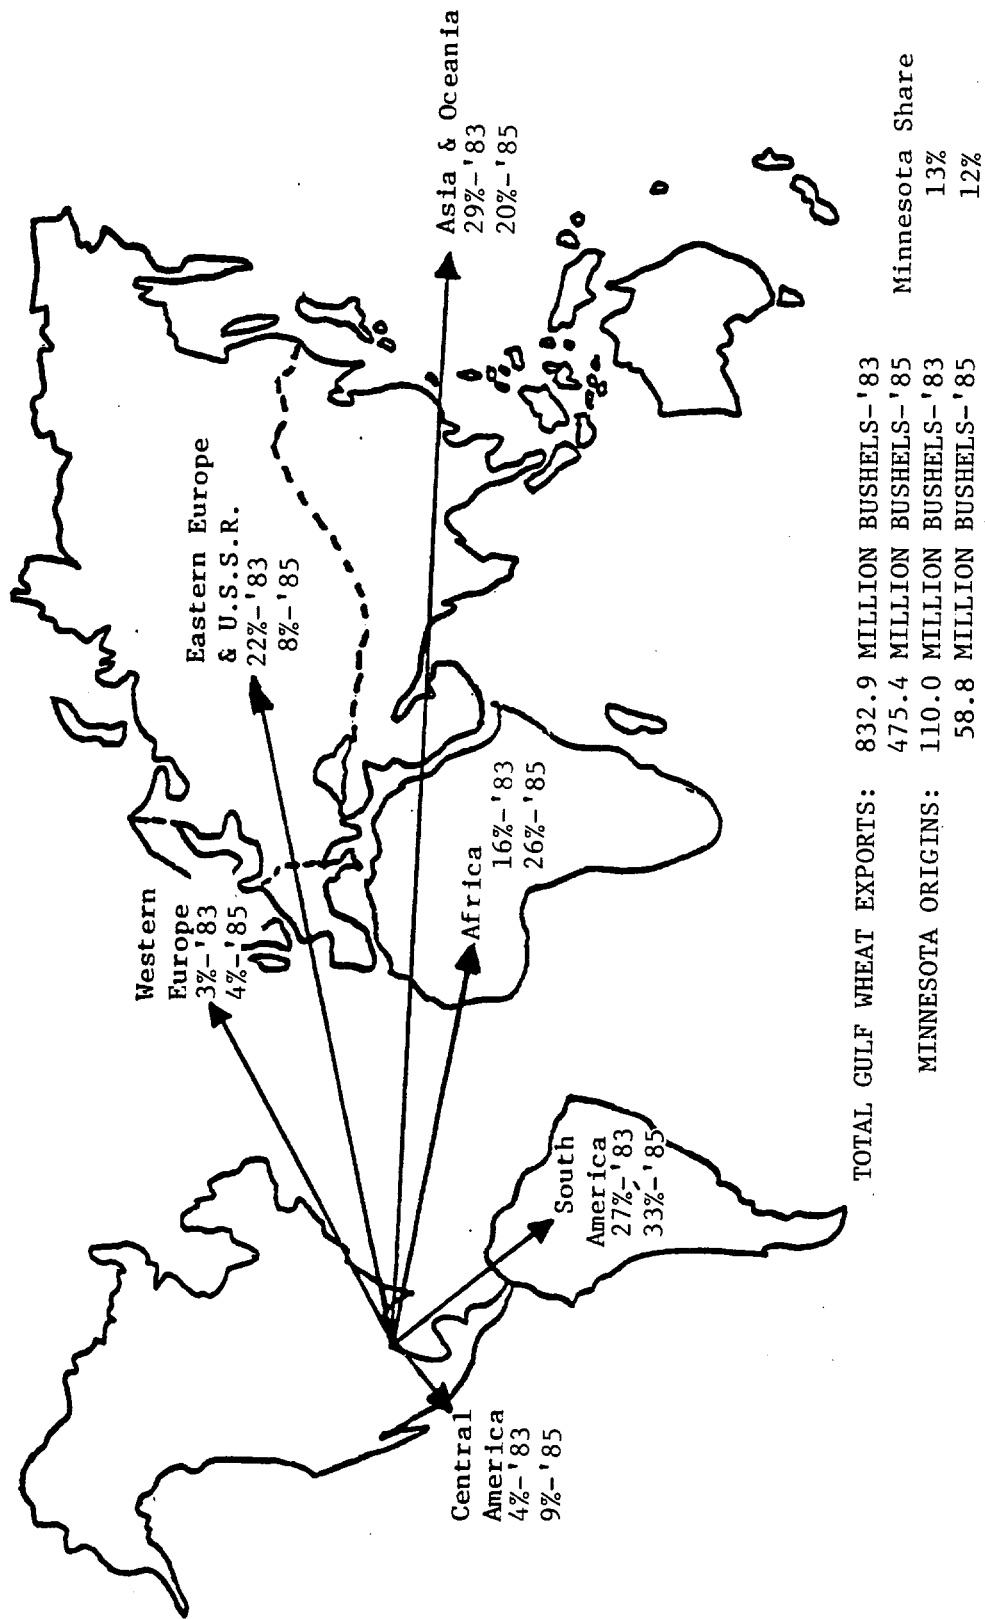 Western
Europe
3%-'83
4%-'85
Eastern Europe
& U.S.S.R.
22%-'83
8%-'85
Asia & Oceania
29%-'83
20%-'85
Africa
16%-'83
26%-'85
Central
America
4%-'83
9%-'85
South
America
27%-'83
33%-'85
Minnesota Share
TOTAL GULF WHEAT EXPORTS: 832.9 MILLION BUSHELS-'83
475.4 MILLION BUSHELS-'85
MINNESOTA ORIGINS: 110.0 MILLION BUSHELS-'83 13%
58.8 MILLION BUSHELS-'85 12%